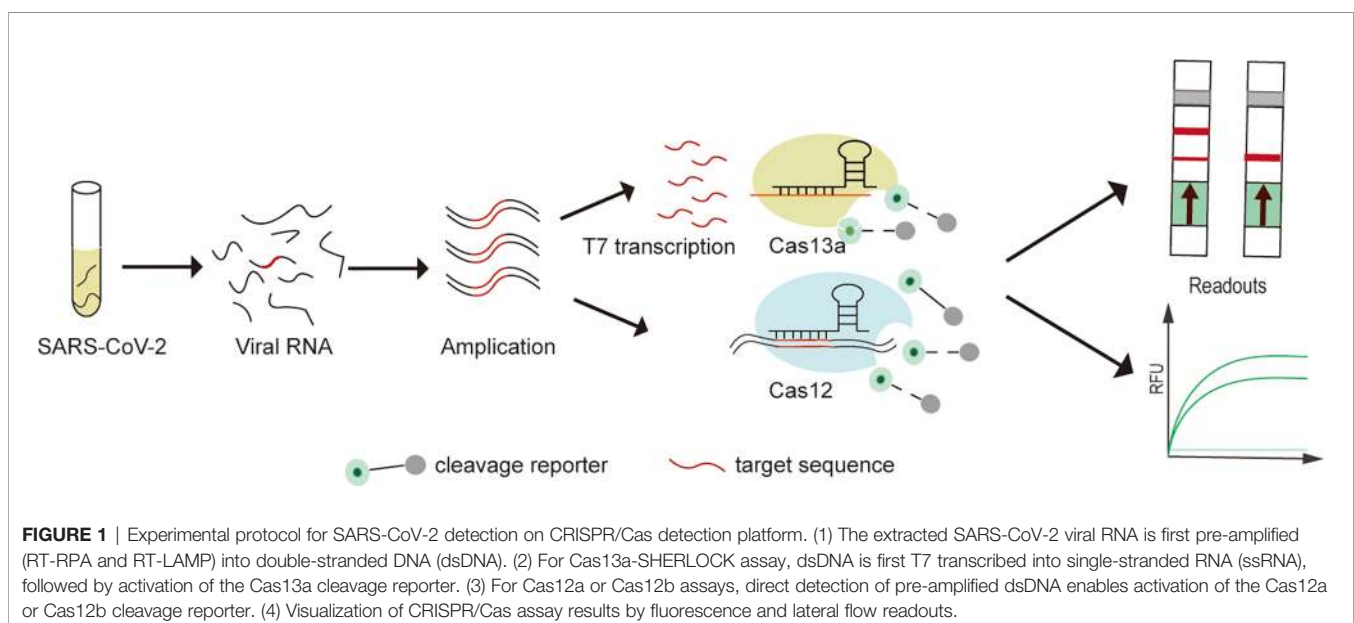 SARS-CoV-2
Viral RNA
Amplication
T7 transcription
Cas13a
Cas12
Readouts
RFU
cleavage reporter
target sequence
FIGURE 1 | Experimental protocol for SARS-CoV-2 detection on CRISPR/Cas detection platform. (1) The extracted SARS-CoV-2 viral RNA is first pre-amplified
(RT-RPA and RT-LAMP) into double-stranded DNA (dsDNA). (2) For Cas13a-SHERLOCK assay, dsDNA is first T7 transcribed into single-stranded RNA (ssRNA),
followed by activation of the Cas13a cleavage reporter. (3) For Cas12a or Cas12b assays, direct detection of pre-amplified dsDNA enables activation of the Cas12a
or Cas12b cleavage reporter. (4) Visualization of CRISPR/Cas assay results by fluorescence and lateral flow readouts.